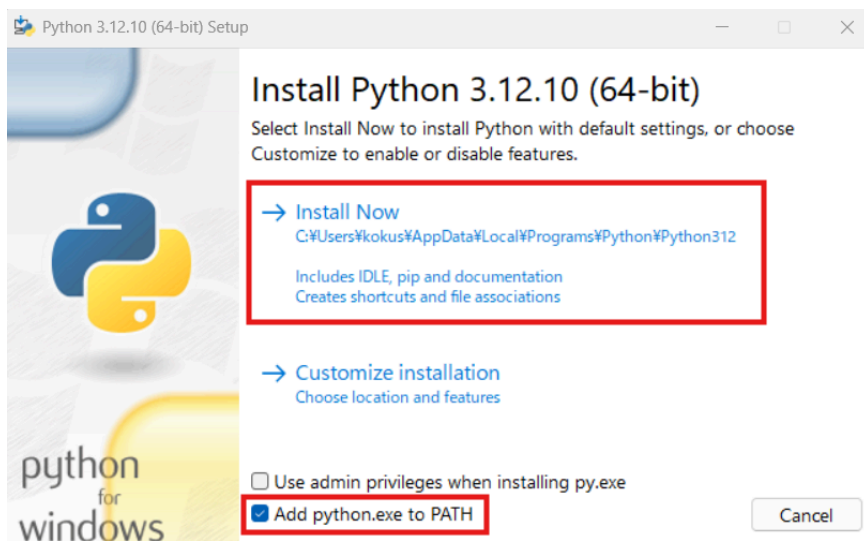 Python 3.12.10 (64-bit) Setup
Install Python 3.12.10 (64-bit)
Select Install Now to install Python with default settings, or choose
Customize to enable or disable features.
→ Install Now
C:¥Users¥kokus¥AppData¥Local¥Programs¥Python¥Python312
Includes IDLE, pip and documentation
Creates shortcuts and file associations
→ Customize installation
Choose location and features
python
for
windows
Use admin privileges when installing py.exe
Add python.exe to PATH
Cancel